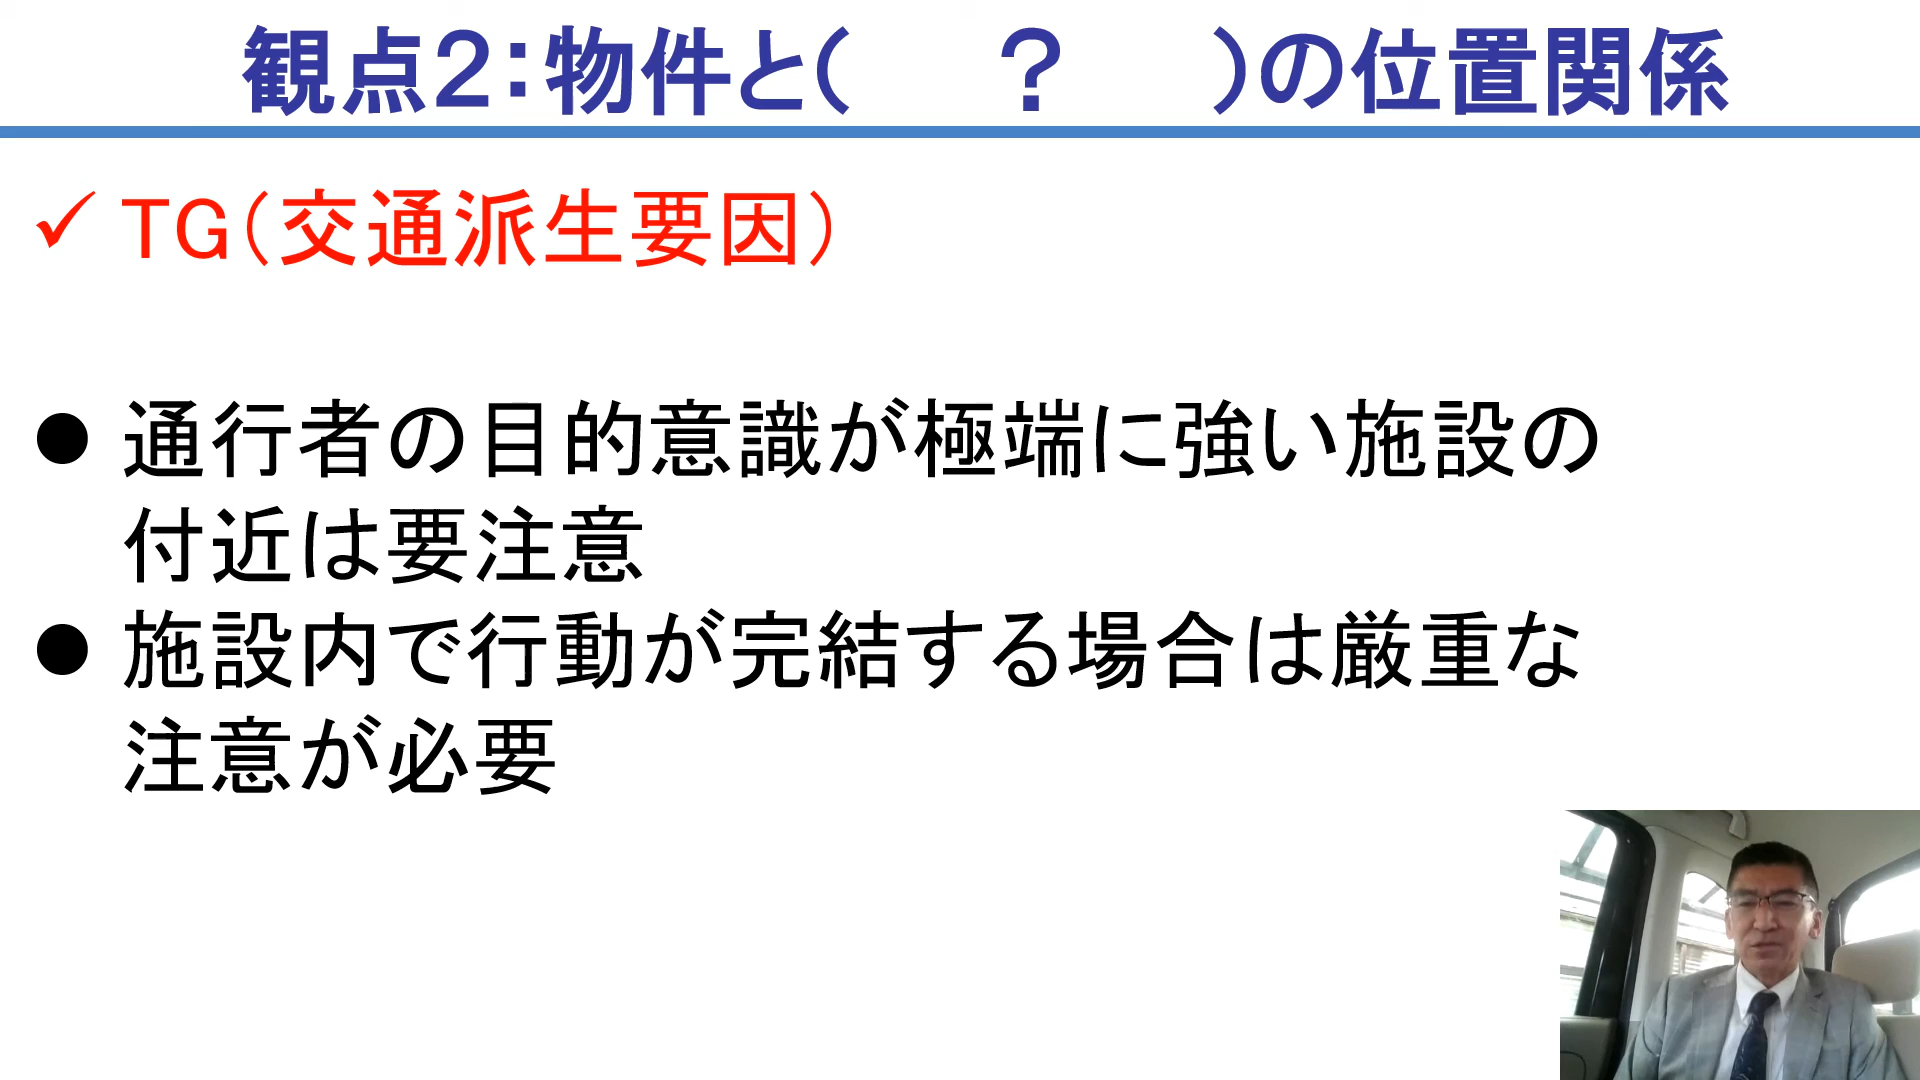 観点2：物件と（　？　）の位置関係
✓ TG（交通派生要因）
● 通行者の目的意識が極端に強い施設の
付近は要注意
● 施設内で行動が完結する場合は厳重な
注意が必要